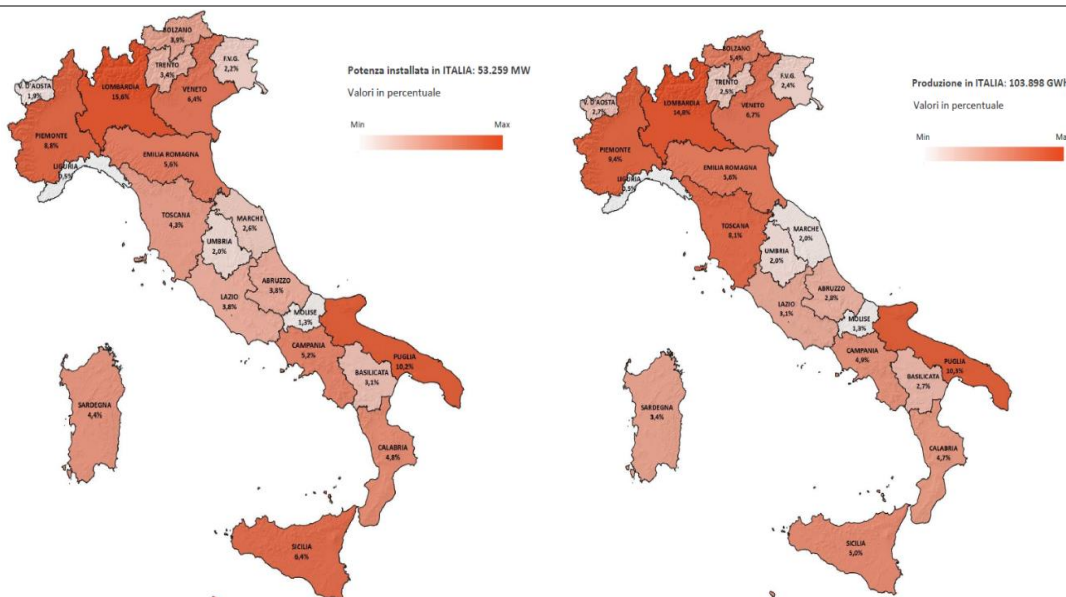 BOLZANO
3,9%
TRENTO
3,4%
F.V.G.
2,2%
V. D'AOSTA
1,9%
LOMBARDIA
15,6%
VENETO
6,4%
PIEMONTE
8,8%
EMILIA ROMAGNA
5,6%
LIGURIA
0,5%
TOSCANA
4,3%
MARCHE
2,6%
UMBRIA
2,0%
ABRUZZO
3,8%
LAZIO
3,8%
MOLISE
1,3%
CAMPANIA
5,2%
PUGLIA
10,2%
BASILICATA
3,1%
SARDEGNA
4,4%
CALABRIA
4,8%
SICILIA
6,4%
Potenza installata in ITALIA: 53.259 MW
Valori in percentuale
Min Max
BOLZANO
5,4%
TRENTO
2,5%
F.V.G.
2,4%
V. D'AOSTA
2,7%
LOMBARDIA
14,8%
VENETO
6,7%
PIEMONTE
9,4%
EMILIA ROMAGNA
5,6%
LIGURIA
0,5%
TOSCANA
8,1%
MARCHE
2,0%
UMBRIA
2,0%
ABRUZZO
2,8%
LAZIO
3,1%
MOLISE
1,3%
CAMPANIA
4,9%
PUGLIA
10,3%
BASILICATA
2,7%
SARDEGNA
3,4%
CALABRIA
4,7%
SICILIA
5,0%
Produzione in ITALIA: 103.898 GWh
Valori in percentuale
Min Ma